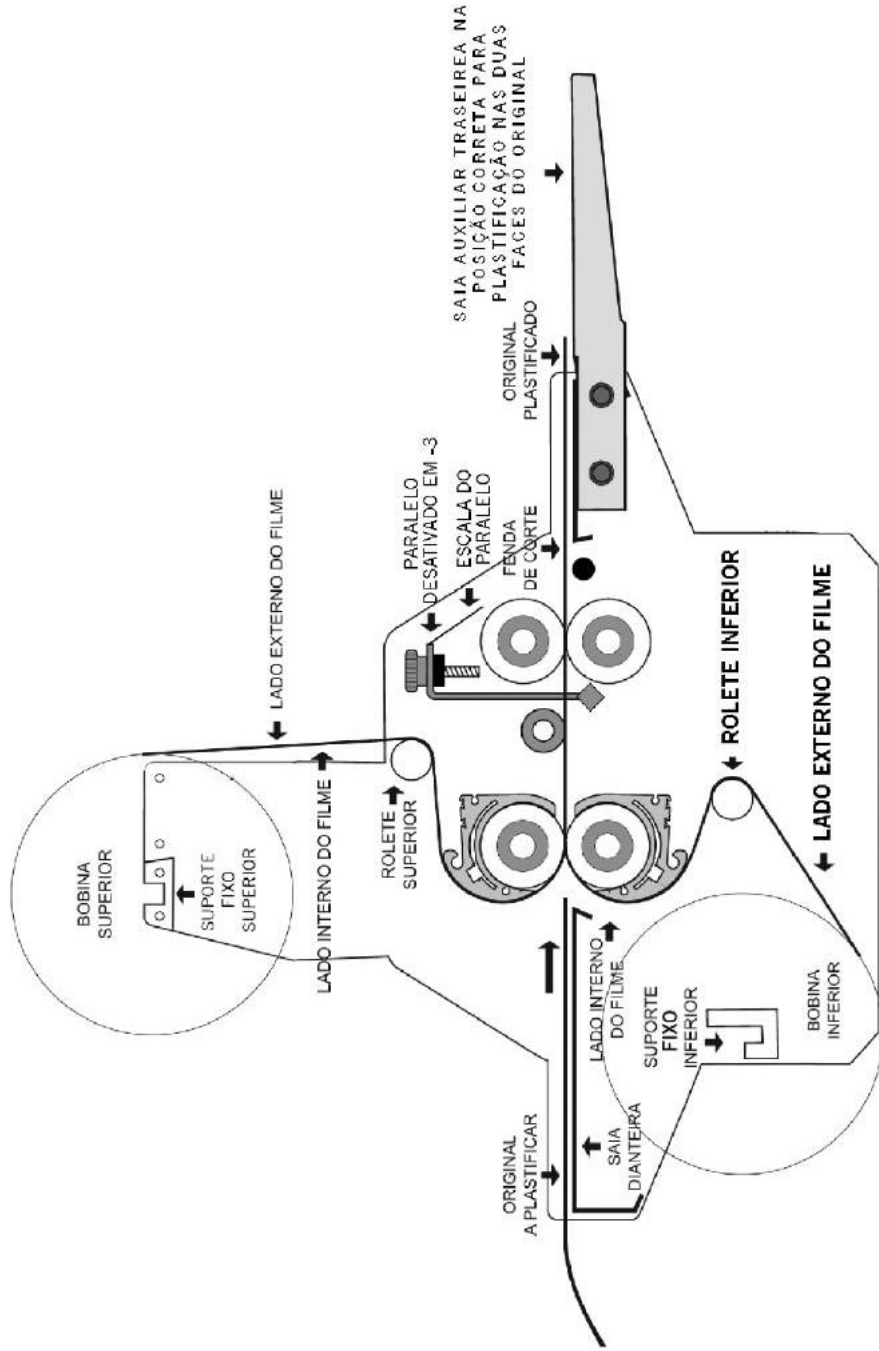 BOBINA
SUPERIOR
SUPORTE
FIXO
SUPERIOR
LADO INTERNO DO FILME
LADO EXTERNO DO FILME
ROLETE
SUPERIOR
PARALELO
DESATIVADO EM -3
ESCALA DO
PARALELO
FENDA
DE CORTE
ORIGINAL
PLASTIFICADO
SAIA AUXILIAR TRASEIREA NA
POSIÇÃO CORRETA PARA
PLASTIFICAÇÃO NAS DUAS
FACES DO ORIGINAL
ORIGINAL
A PLASTIFICAR
SAIA
DIANTEIRA
LADO INTERNO
DO FILME
SUPORTE
FIXO
INFERIOR
BOBINA
INFERIOR
ROLETE INFERIOR
LADO EXTERNO DO FILME